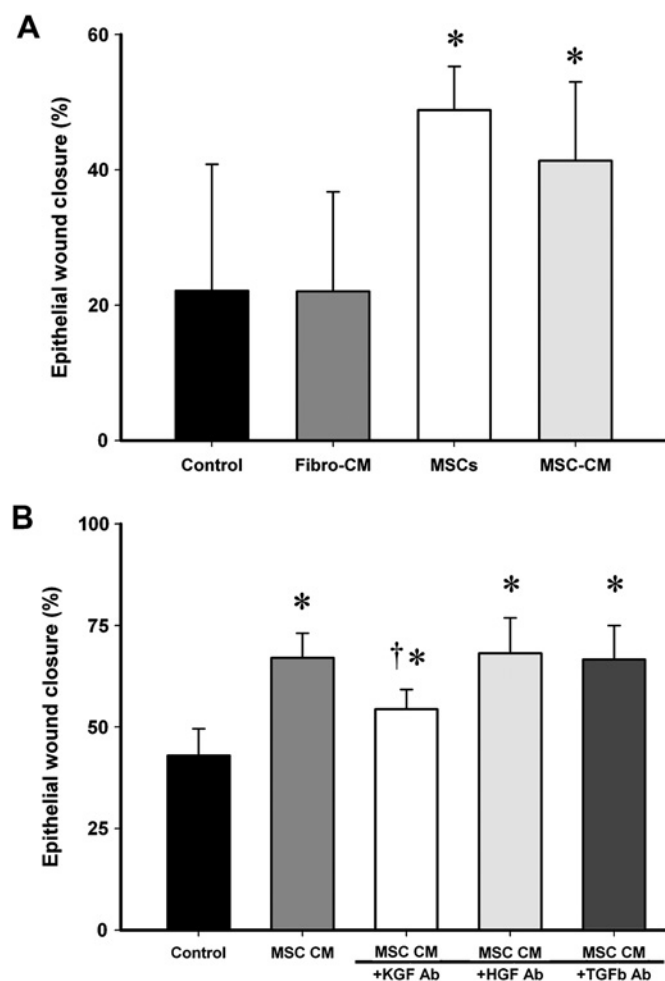 A
Epithelial wound closure (%)
60
40
20
0
*
*
Control Fibro-CM MSCs MSC-CM
B
Epithelial wound closure (%)
100
75
50
25
0
*
†*
*
*
Control MSC CM MSC CM MSC CM MSC CM
+KGF Ab +HGF Ab +TGFb Ab